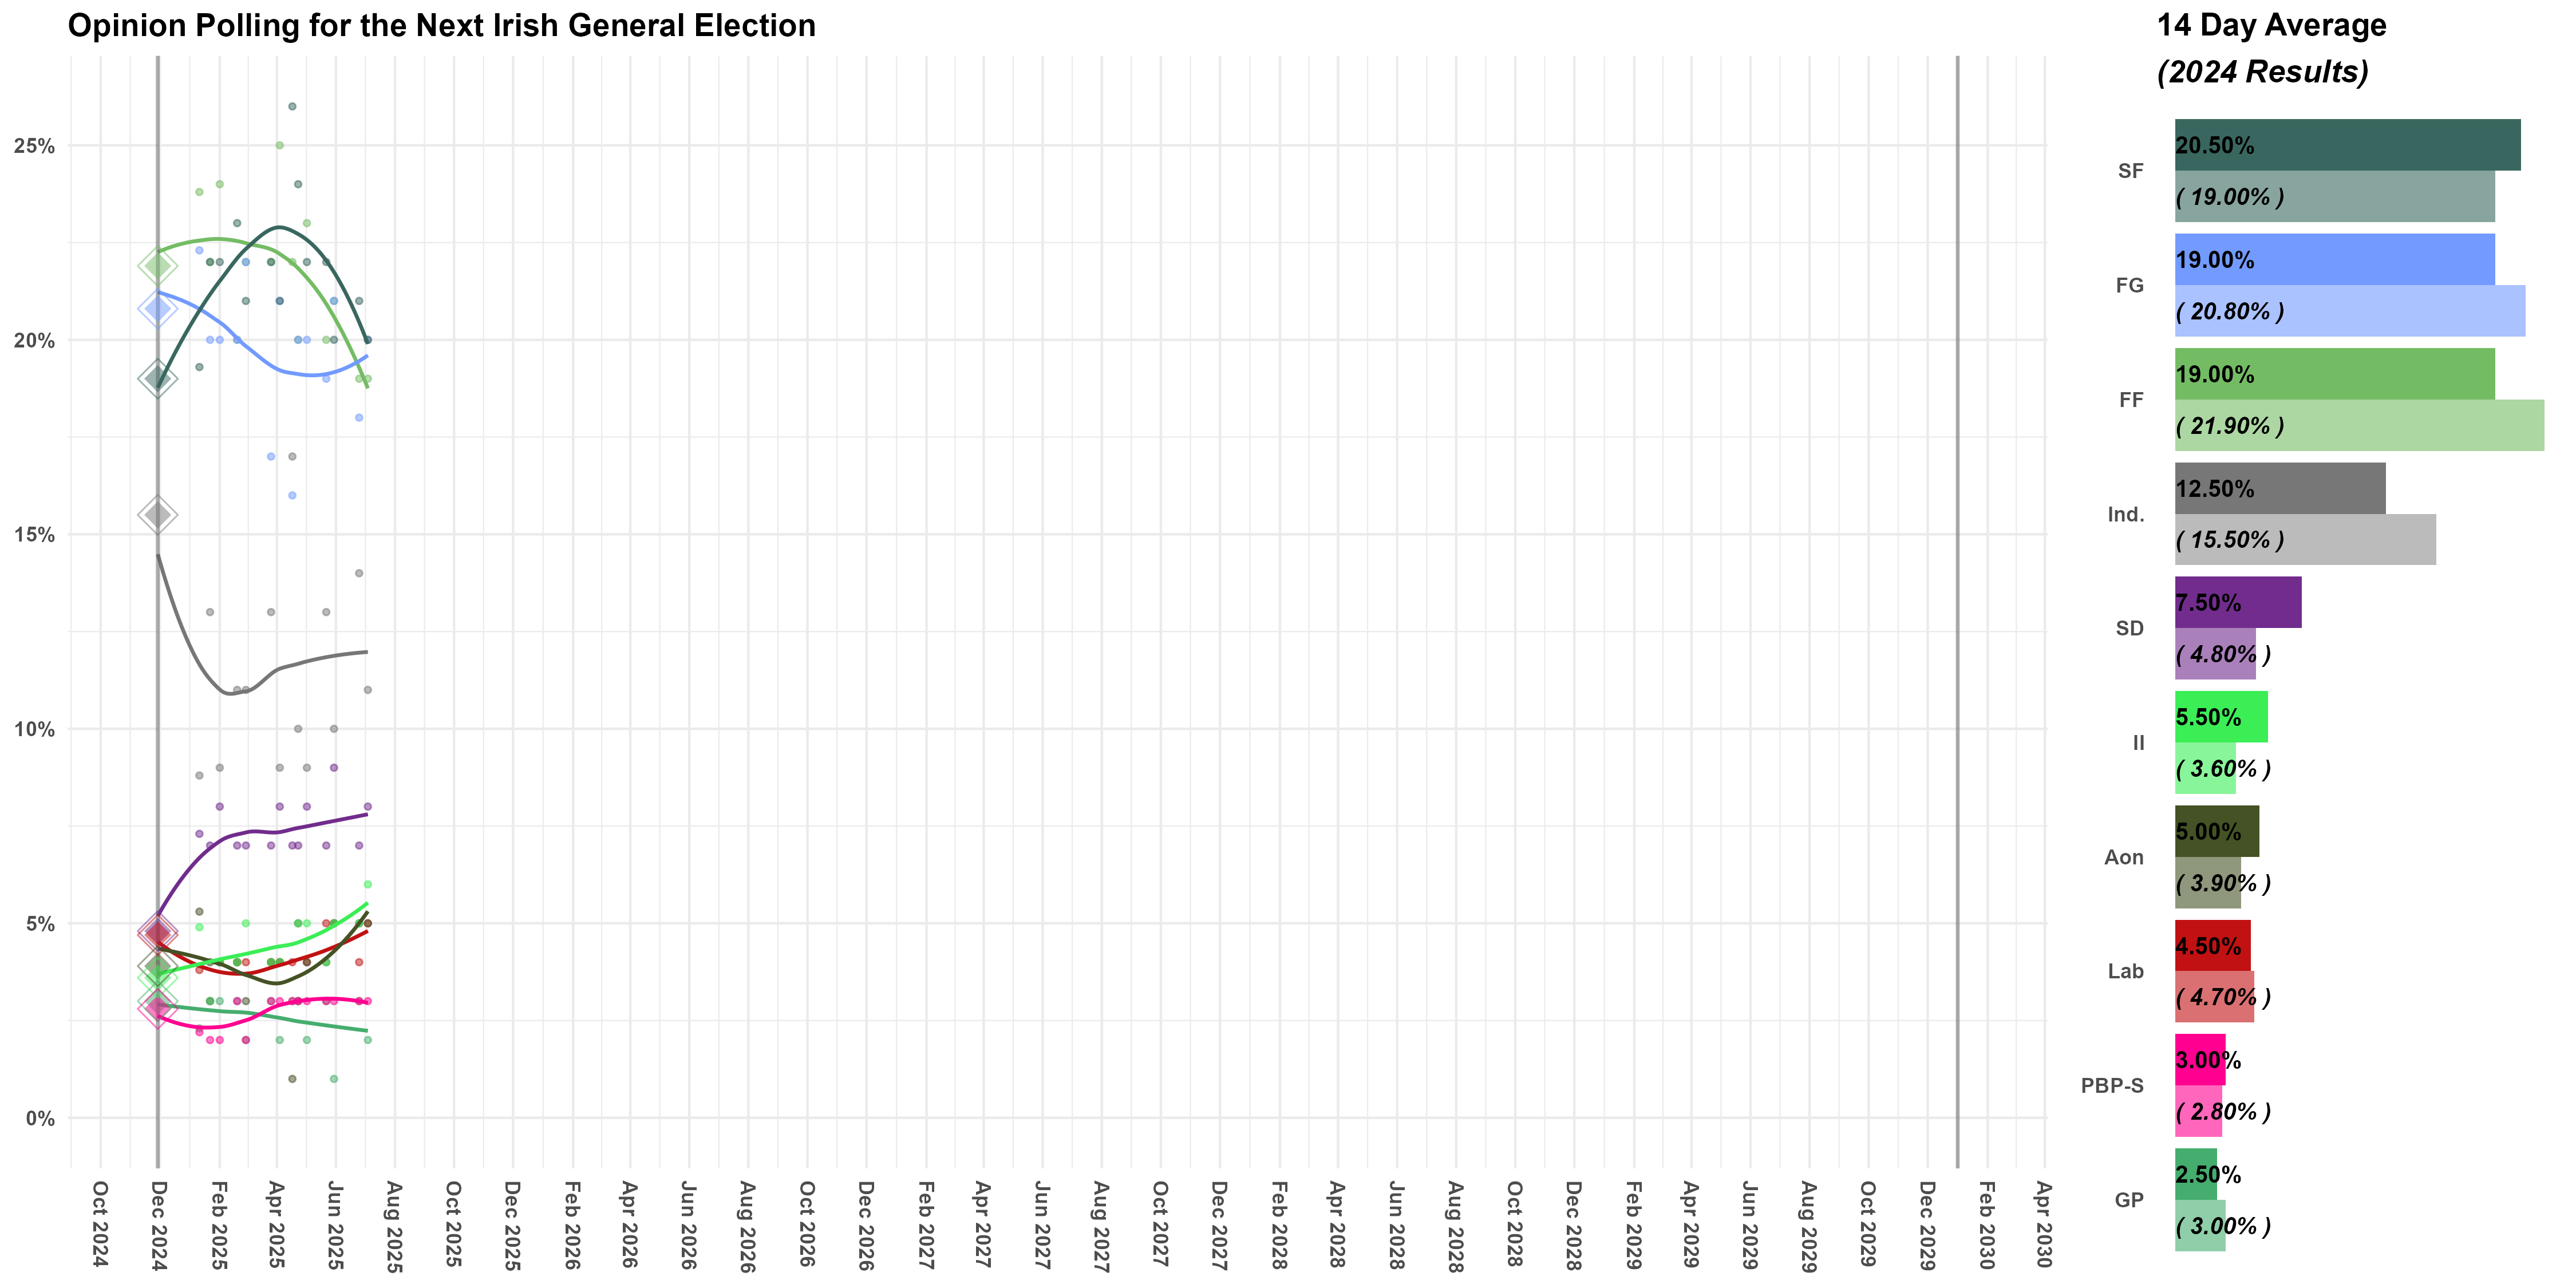 Opinion Polling for the Next Irish General Election
25%
20%
15%
10%
5%
0%
Oct 2024
Dec 2024
Feb 2025
Apr 2025
Jun 2025
Aug 2025
Oct 2025
Dec 2025
Feb 2026
Apr 2026
Jun 2026
Aug 2026
Oct 2026
Dec 2026
Feb 2027
Apr 2027
Jun 2027
Aug 2027
Oct 2027
Dec 2027
Feb 2028
Apr 2028
Jun 2028
Aug 2028
Oct 2028
Dec 2028
Feb 2029
Apr 2029
Jun 2029
Aug 2029
Oct 2029
Dec 2029
Feb 2030
Apr 2030
14 Day Average
(2024 Results)
SF
20.50%
( 19.00% )
FG
19.00%
( 20.80% )
FF
19.00%
( 21.90% )
Ind.
12.50%
( 15.50% )
SD
7.50%
( 4.80% )
II
5.50%
( 3.60% )
Aon
5.00%
( 3.90% )
Lab
4.50%
( 4.70% )
PBP-S
3.00%
( 2.80% )
GP
2.50%
( 3.00% )